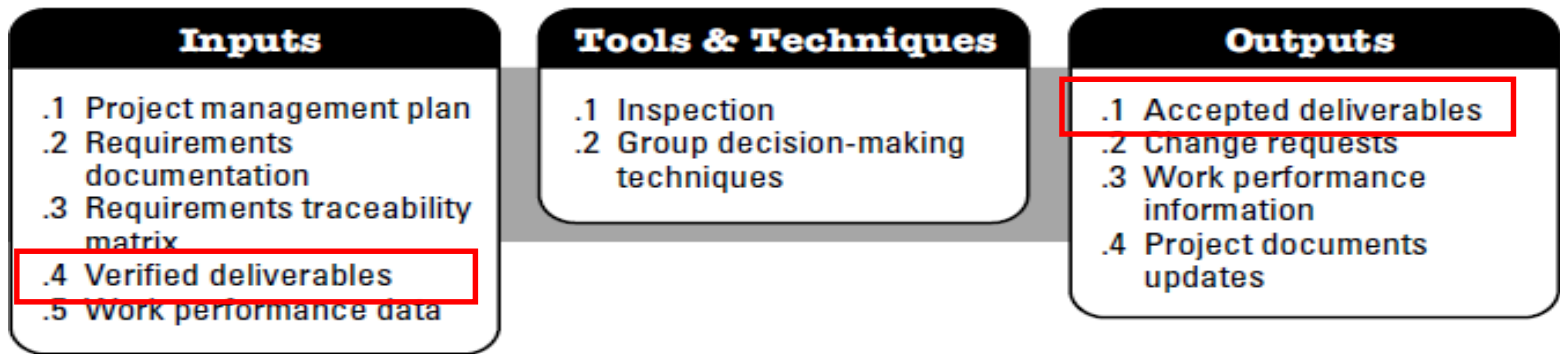 Inputs
.1 Project management plan
.2 Requirements
documentation
.3 Requirements traceability
matrix
.4 Verified deliverables
.5 Work performance data
Tools & Techniques
.1 Inspection
.2 Group decision-making
techniques
Outputs
.1 Accepted deliverables
.2 Change requests
.3 Work performance
information
.4 Project documents
updates